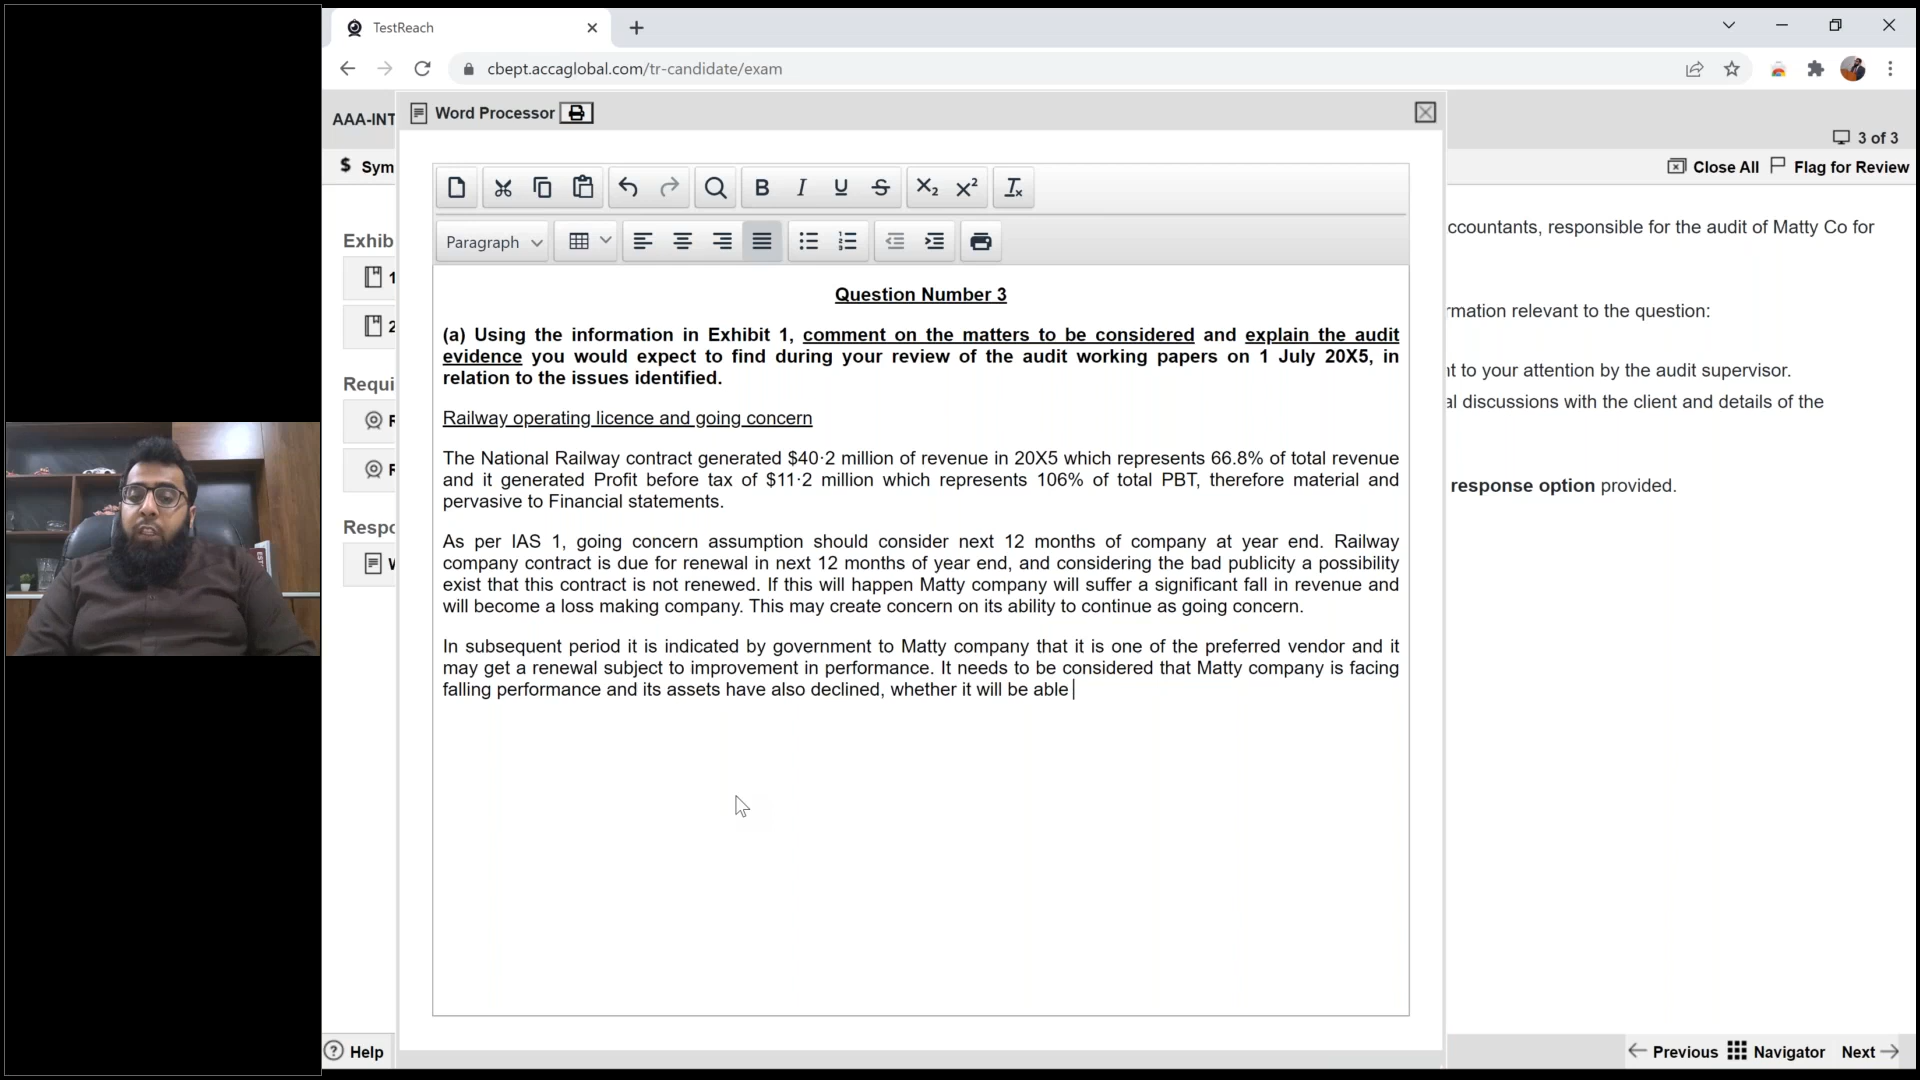 TestReach
cbept.accaglobal.com/tr-candidate/exam
AAA-INT
Word Processor
3 of 3
$ Sym
Close All
Flag for Review
Exhib
1
2
Requi
F
F
Respo
W
Paragraph
B I U S X₂ X² Tx
Question Number 3
(a) Using the information in Exhibit 1, comment on the matters to be considered and explain the audit
evidence you would expect to find during your review of the audit working papers on 1 July 20X5, in
relation to the issues identified.
Railway operating licence and going concern
The National Railway contract generated $40·2 million of revenue in 20X5 which represents 66.8% of total revenue
and it generated Profit before tax of $11·2 million which represents 106% of total PBT, therefore material and
pervasive to Financial statements.
As per IAS 1, going concern assumption should consider next 12 months of company at year end. Railway
company contract is due for renewal in next 12 months of year end, and considering the bad publicity a possibility
exist that this contract is not renewed. If this will happen Matty company will suffer a significant fall in revenue and
will become a loss making company. This may create concern on its ability to continue as going concern.
In subsequent period it is indicated by government to Matty company that it is one of the preferred vendor and it
may get a renewal subject to improvement in performance. It needs to be considered that Matty company is facing
falling performance and its assets have also declined, whether it will be able
ccountants, responsible for the audit of Matty Co for
rmation relevant to the question:
nt to your attention by the audit supervisor.
al discussions with the client and details of the
response option provided.
Help
Previous
Navigator
Next